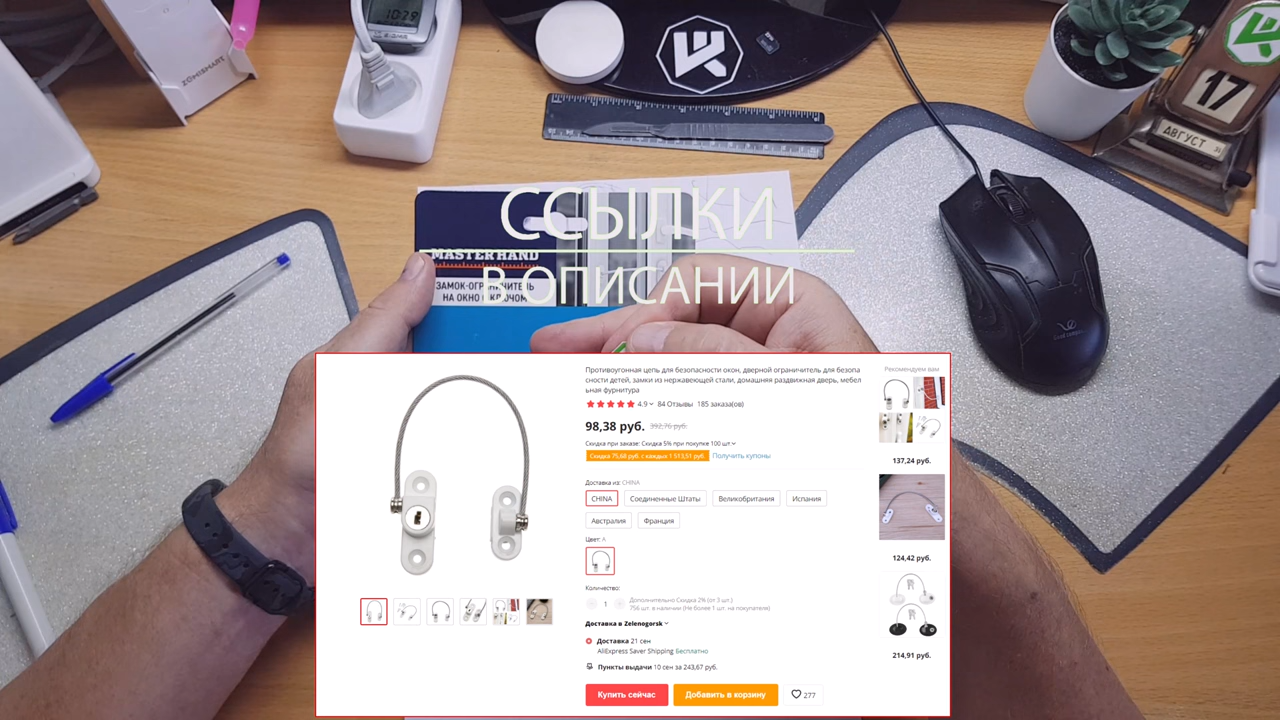 10:29
ZOMISMART
17
АВГУСТ
31
ССЫЛКИ
В ОПИСАНИИ
MASTER HAND
ЗАМОК-ОГРАНИЧИТЕЛЬ
НА ОКНО С КЛЮЧОМ
Противоугонная цепь для безопасности окон, дверной ограничитель для безопа
сности детей, замки из нержавеющей стали, домашняя раздвижная дверь, мебел
ьная фурнитура
4.9 84 Отзывы 185 заказа(ов)
98,38 руб. 392,76 руб.
Скидка при заказе: Скидка 5% при покупке 100 шт.
Скидка 75,68 руб. с каждых 1 513,51 руб. Получить купоны
Доставка из: CHINA
CHINA Соединенные Штаты Великобритания Испания
Австралия Франция
Цвет: A
Количество:
1
Дополнительно Скидка 2% (от 3 шт.)
756 шт. в наличии (Не более 1 шт. на покупателя)
Доставка в Zelenogorsk
Доставка 21 сен
AliExpress Saver Shipping Бесплатно
Пункты выдачи 10 сен за 243,67 руб.
Купить сейчас Добавить в корзину 277
Рекомендуем вам
137,24 руб.
124,42 руб.
214,91 руб.